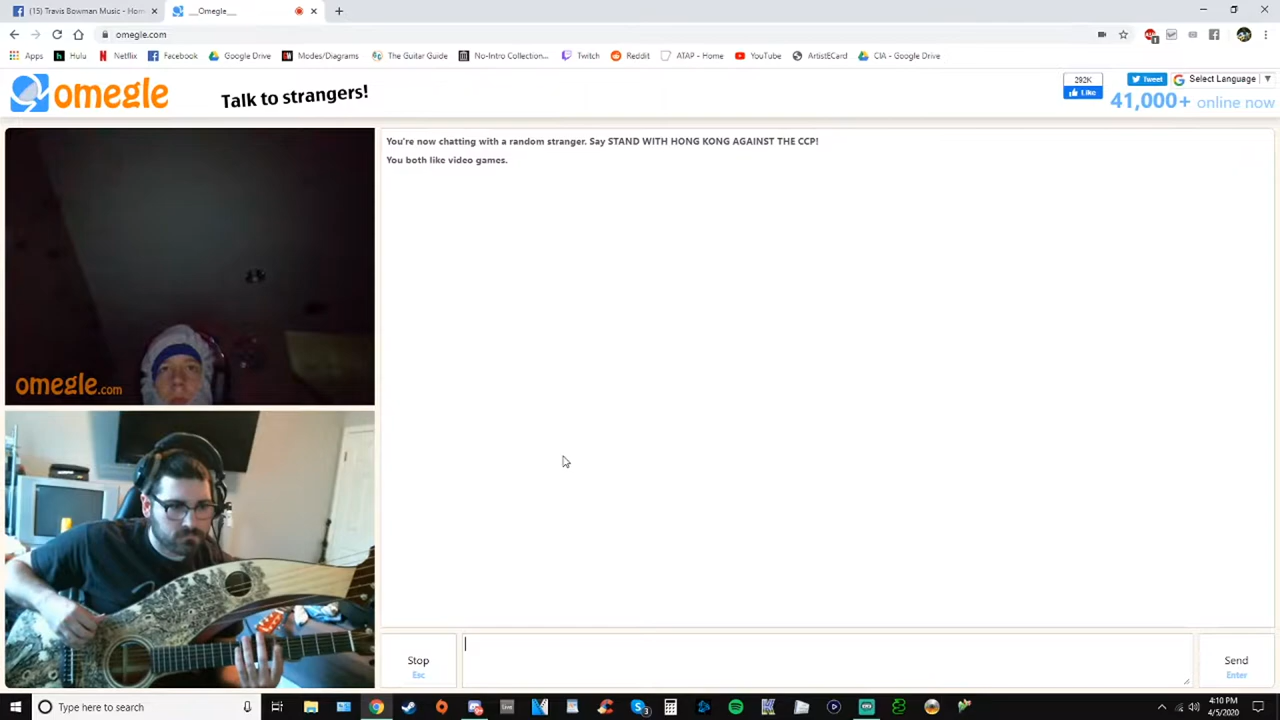 (15) Travis Bowman Music - Hom
__Omegle__
omegle.com
Apps
Hulu
Netflix
Facebook
Google Drive
Modes/Diagrams
The Guitar Guide
No-Intro Collection...
Twitch
Reddit
ATAP - Home
YouTube
ArtistECard
CIA - Google Drive
omegle
Talk to strangers!
292K
Like
Tweet
Select Language
41,000+ online now
You're now chatting with a random stranger. Say STAND WITH HONG KONG AGAINST THE CCP!
You both like video games.
omegle.com
Stop
Esc
Send
Enter
Type here to search
4:10 PM
4/5/2020